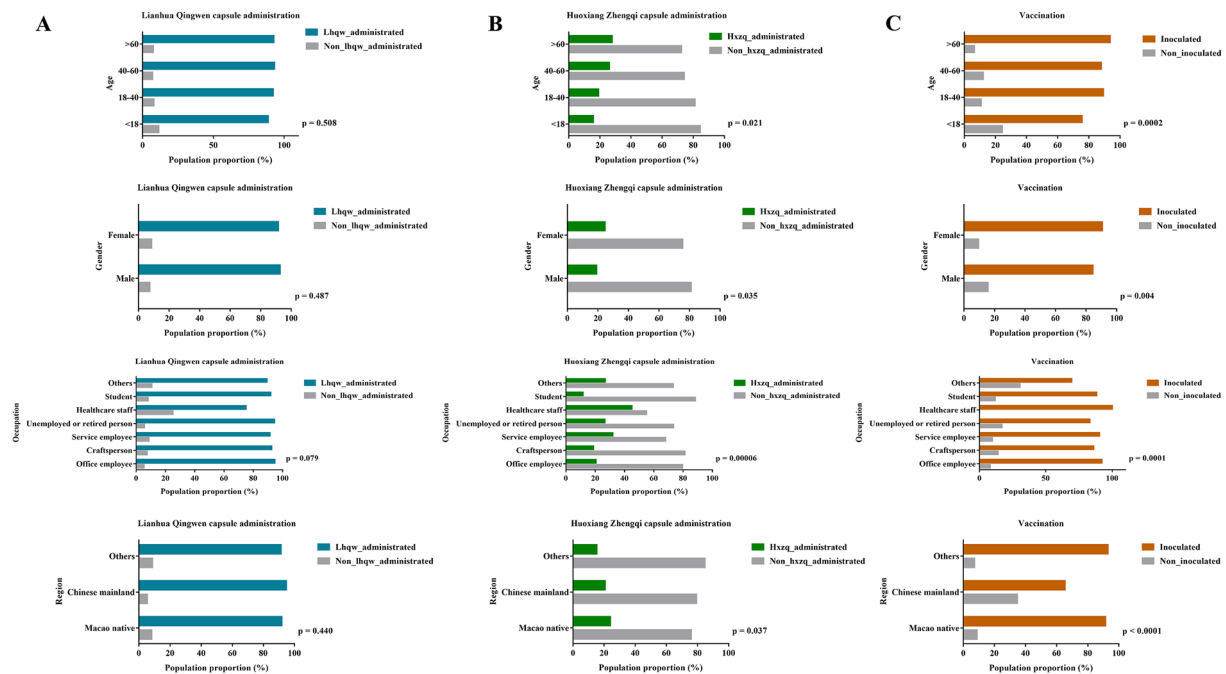 A
Lianhua Qingwen capsule administration
Lhqw_administrated
Non_lhqw_administrated
Age
>60
40-60
18-40
<18
p = 0.508
0 50 100
Population proportion (%)
Lianhua Qingwen capsule administration
Lhqw_administrated
Non_lhqw_administrated
Gender
Female
Male
p = 0.487
0 20 40 60 80 100
Population proportion (%)
Lianhua Qingwen capsule administration
Lhqw_administrated
Non_lhqw_administrated
Occupation
Others
Student
Healthcare staff
Unemployed or retired person
Service employee
Craftsperson
Office employee
p = 0.079
0 20 40 60 80 100
Population proportion (%)
Lianhua Qingwen capsule administration
Lhqw_administrated
Non_lhqw_administrated
Region
Others
Chinese mainland
Macao native
p = 0.440
0 20 40 60 80 100
Population proportion (%)
B
Huoxiang Zhengqi capsule administration
Hxzq_administrated
Non_hxzq_administrated
Age
>60
40-60
18-40
<18
p = 0.021
0 20 40 60 80 100
Population proportion (%)
Huoxiang Zhengqi capsule administration
Hxzq_administrated
Non_hxzq_administrated
Gender
Female
Male
p = 0.035
0 20 40 60 80 100
Population proportion (%)
Huoxiang Zhengqi capsule administration
Hxzq_administrated
Non_hxzq_administrated
Occupation
Others
Student
Healthcare staff
Unemployed or retired person
Service employee
Craftsperson
Office employee
p = 0.00006
0 20 40 60 80 100
Population proportion (%)
Huoxiang Zhengqi capsule administration
Hxzq_administrated
Non_hxzq_administrated
Region
Others
Chinese mainland
Macao native
p = 0.037
0 20 40 60 80 100
Population proportion (%)
C
Vaccination
Inoculated
Non_inoculated
Age
>60
40-60
18-40
<18
p = 0.0002
0 20 40 60 80 100
Population proportion (%)
Vaccination
Inoculated
Non_inoculated
Gender
Female
Male
p = 0.004
0 20 40 60 80 100
Population proportion (%)
Vaccination
Inoculated
Non_inoculated
Occupation
Others
Student
Healthcare staff
Unemployed or retired person
Service employee
Craftsperson
Office employee
p = 0.0001
0 50 100
Population proportion (%)
Vaccination
Inoculated
Non_inoculated
Region
Others
Chinese mainland
Macao native
p < 0.0001
0 20 40 60 80 100
Population proportion (%)